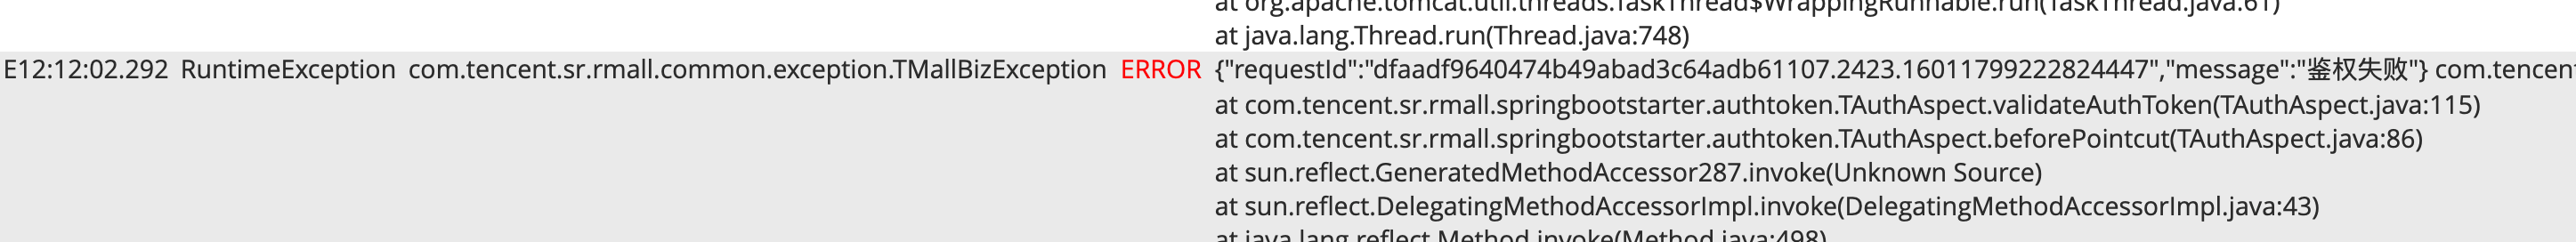 at org.apache.tomcat.util.threads.TaskThread$WrappingRunnable.run(TaskThread.java:61)
at java.lang.Thread.run(Thread.java:748)
E12:12:02.292 RuntimeException com.tencent.sr.rmall.common.exception.TMallBizException ERROR {"requestId":"dfaadf9640474b49abad3c64adb61107.2423.16011799222824447","message":"鉴权失败"} com.tencent
at com.tencent.sr.rmall.springbootstarter.authtoken.TAuthAspect.validateAuthToken(TAuthAspect.java:115)
at com.tencent.sr.rmall.springbootstarter.authtoken.TAuthAspect.beforePointcut(TAuthAspect.java:86)
at sun.reflect.GeneratedMethodAccessor287.invoke(Unknown Source)
at sun.reflect.DelegatingMethodAccessorImpl.invoke(DelegatingMethodAccessorImpl.java:43)
at java.lang.reflect.Method.invoke(Method.java:498)